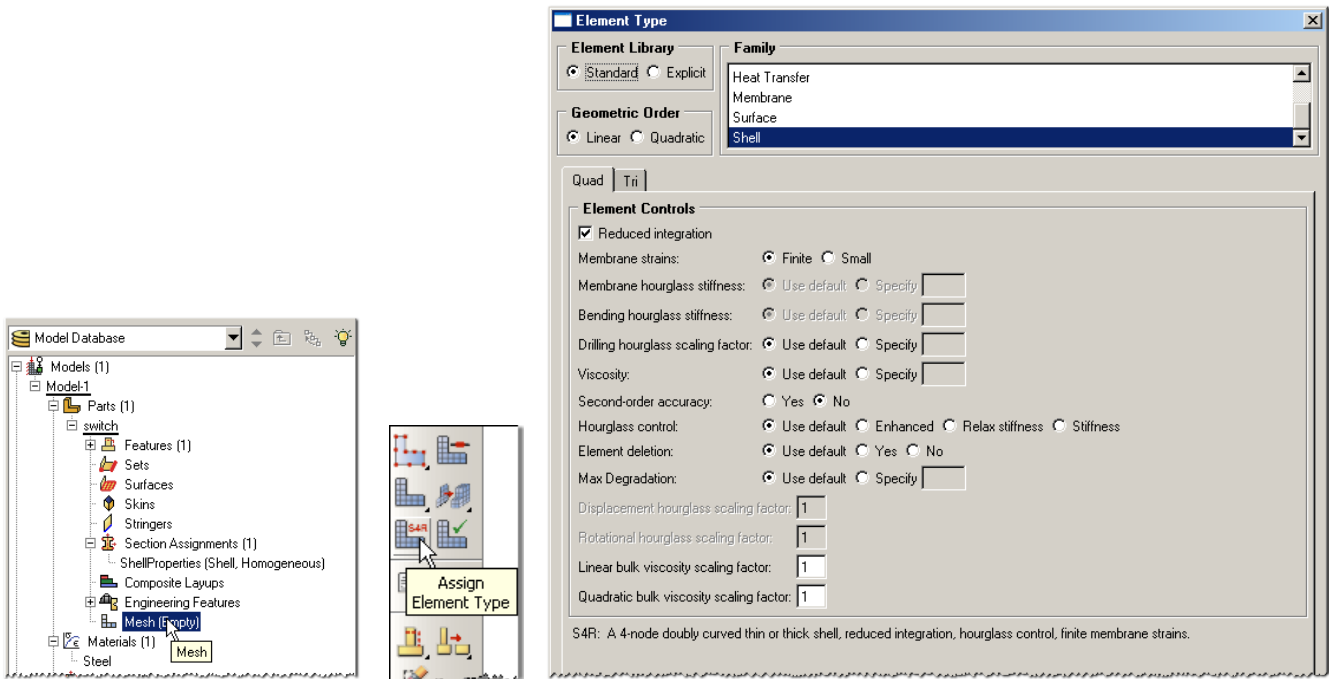 Model Database
Models (1)
Model-1
Parts (1)
switch
Features (1)
Sets
Surfaces
Skins
Stringers
Section Assignments (1)
ShellProperties (Shell, Homogeneous)
Composite Layups
Engineering Features
Mesh (Empty)
Mesh
Materials (1)
Steel
S4R
Assign
Element Type
Element Type
Element Library
Standard Explicit
Family
Heat Transfer
Membrane
Surface
Shell
Geometric Order
Linear Quadratic
Quad Tri
Element Controls
Reduced integration
Membrane strains: Finite Small
Membrane hourglass stiffness: Use default Specify
Bending hourglass stiffness: Use default Specify
Drilling hourglass scaling factor: Use default Specify
Viscosity: Use default Specify
Second-order accuracy: Yes No
Hourglass control: Use default Enhanced Relax stiffness Stiffness
Element deletion: Use default Yes No
Max Degradation: Use default Specify
Displacement hourglass scaling factor: 1
Rotational hourglass scaling factor: 1
Linear bulk viscosity scaling factor: 1
Quadratic bulk viscosity scaling factor: 1
S4R: A 4-node doubly curved thin or thick shell, reduced integration, hourglass control, finite membrane strains.